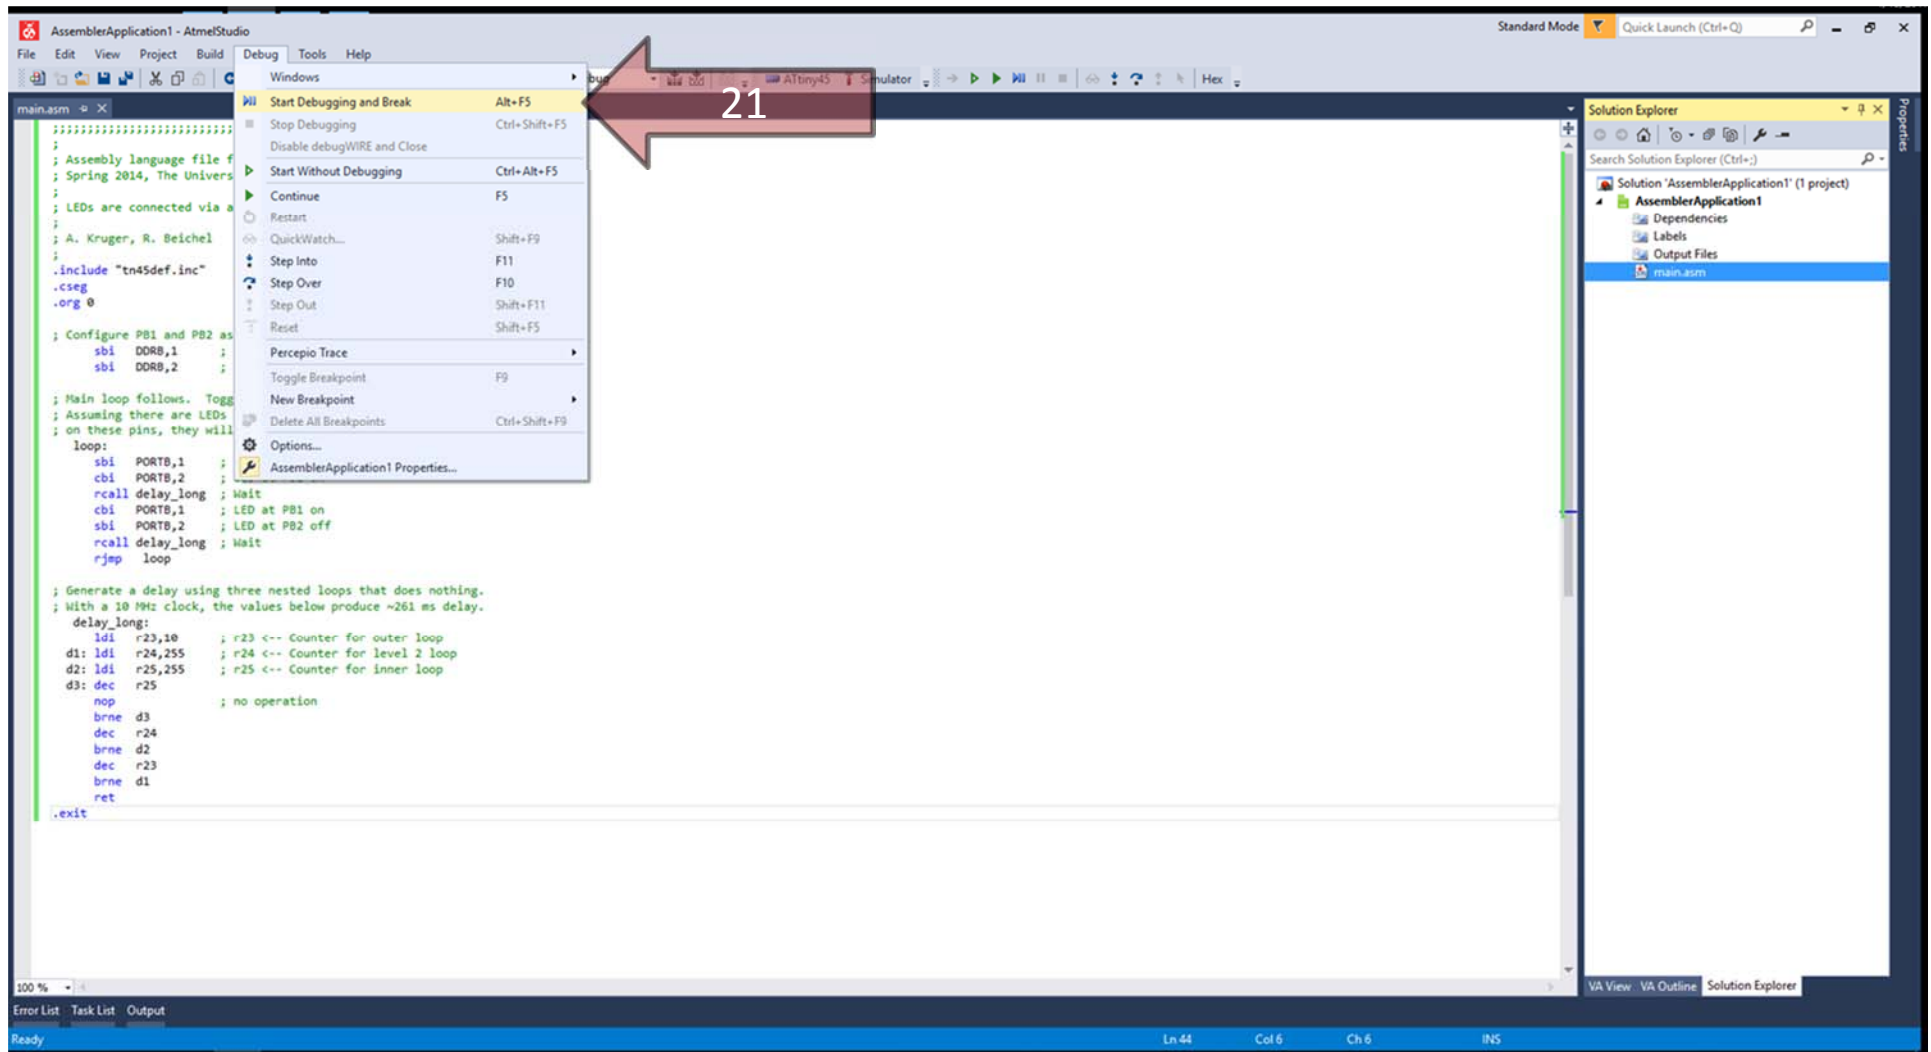 AssemblerApplication1 - AtmelStudio
Standard Mode
Quick Launch (Ctrl+Q)
File Edit View Project Build Debug Tools Help
ATtiny45 Simulator Hex
21
Windows
Start Debugging and Break Alt+F5
Stop Debugging Ctrl+Shift+F5
Disable debugWIRE and Close
Start Without Debugging Ctrl+Alt+F5
Continue F5
Restart
QuickWatch... Shift+F9
Step Into F11
Step Over F10
Step Out Shift+F11
Reset Shift+F5
Percepio Trace
Toggle Breakpoint F9
New Breakpoint
Delete All Breakpoints Ctrl+Shift+F9
Options...
AssemblerApplication1 Properties...
main.asm
;;;;;;;;;;;;;;;;;;;;;;;;;;
;
; Assembly language file f
; Spring 2014, The Univers
;
; LEDs are connected via a
;
; A. Kruger, R. Beichel
;
.include "tn45def.inc"
.cseg
.org 0
; Configure PB1 and PB2 as
sbi DDRB,1 ;
sbi DDRB,2 ;
; Main loop follows. Togg
; Assuming there are LEDs
; on these pins, they will
loop:
sbi PORTB,1 ;
cbi PORTB,2 ;
rcall delay_long ; Wait
cbi PORTB,1 ; LED at PB1 on
sbi PORTB,2 ; LED at PB2 off
rcall delay_long ; Wait
rjmp loop
; Generate a delay using three nested loops that does nothing.
; With a 10 MHz clock, the values below produce ~261 ms delay.
delay_long:
ldi r23,10 ; r23 <-- Counter for outer loop
d1: ldi r24,255 ; r24 <-- Counter for level 2 loop
d2: ldi r25,255 ; r25 <-- Counter for inner loop
d3: dec r25
nop ; no operation
brne d3
dec r24
brne d2
dec r23
brne d1
ret
.exit
Solution Explorer
Properties
Search Solution Explorer (Ctrl+;)
Solution 'AssemblerApplication1' (1 project)
AssemblerApplication1
Dependencies
Labels
Output Files
main.asm
100 %
VA View VA Outline Solution Explorer
Error List Task List Output
Ready Ln 44 Col 6 Ch 6 INS